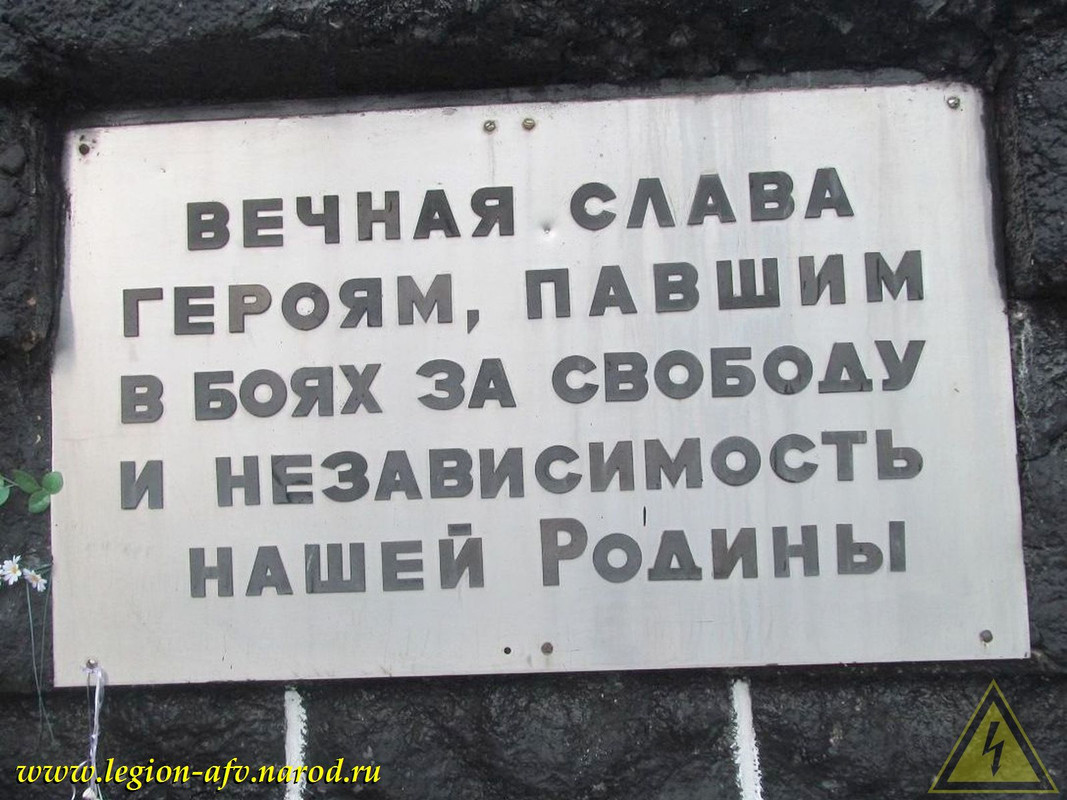 ВЕЧНАЯ СЛАВА
ГЕРОЯМ, ПАВШИМ
В БОЯХ ЗА СВОБОДУ
И НЕЗАВИСИМОСТЬ
НАШЕЙ РОДИНЫ
www.legion-afv.narod.ru